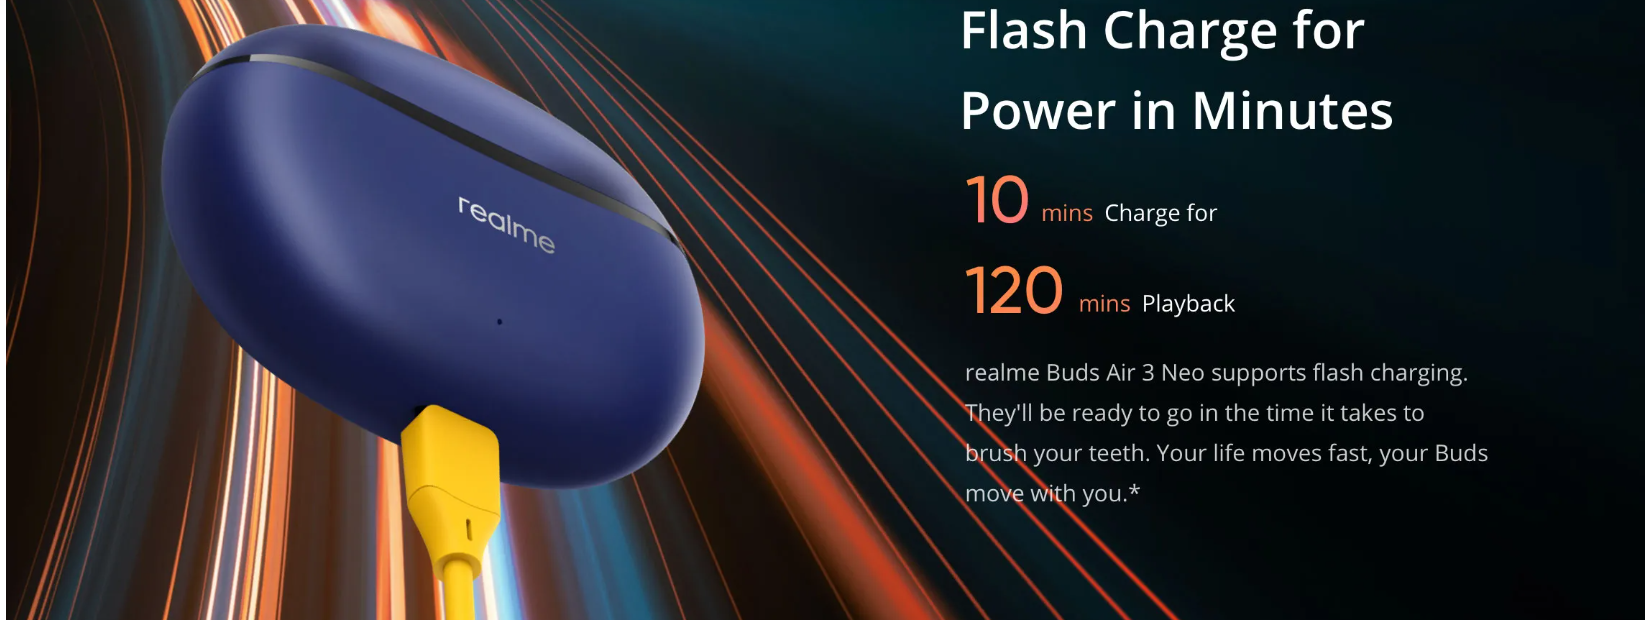 Flash Charge for
Power in Minutes
10 mins Charge for
120 mins Playback
realme Buds Air 3 Neo supports flash charging.
They'll be ready to go in the time it takes to
brush your teeth. Your life moves fast, your Buds
move with you.*
realme